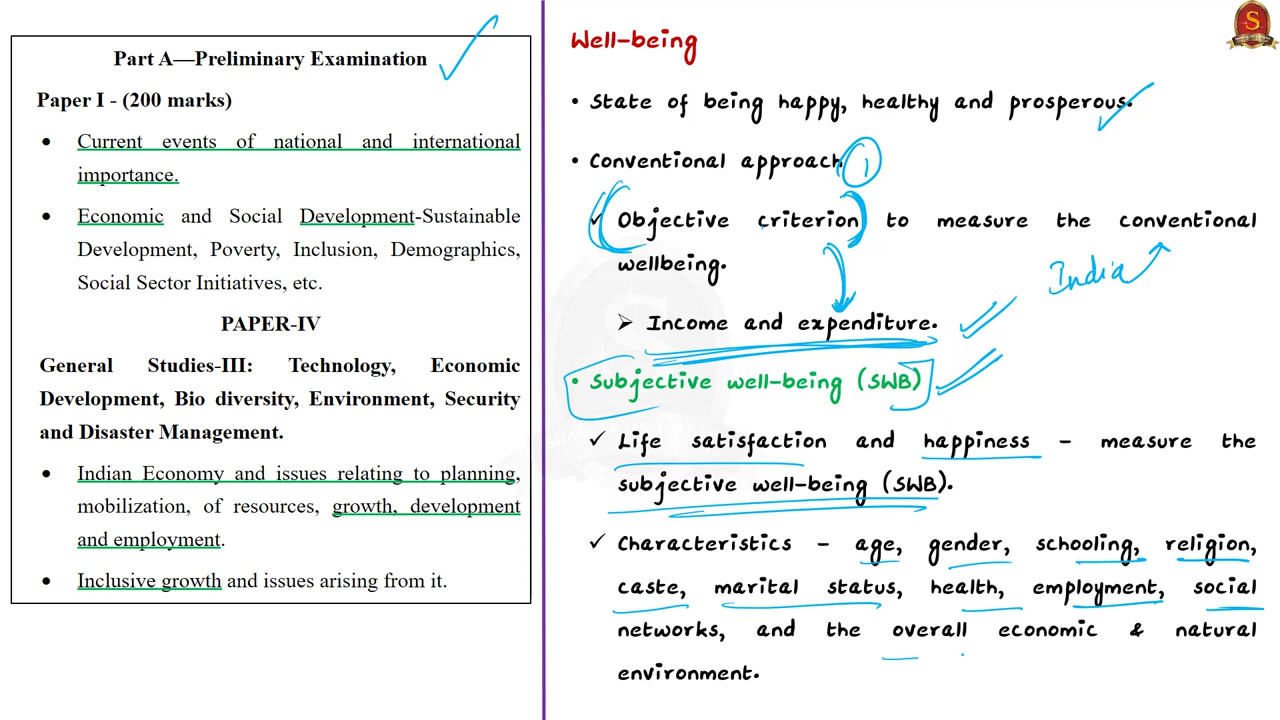 Part A—Preliminary Examination
Paper I - (200 marks)
• Current events of national and international
importance.
• Economic and Social Development-Sustainable
Development, Poverty, Inclusion, Demographics,
Social Sector Initiatives, etc.
PAPER-IV
General Studies-III: Technology, Economic
Development, Bio diversity, Environment, Security
and Disaster Management.
• Indian Economy and issues relating to planning,
mobilization, of resources, growth, development
and employment.
• Inclusive growth and issues arising from it.
Well-being
• State of being happy, healthy and prosperous.
• Conventional approach 1
✓ Objective criterion to measure the conventional
wellbeing.
India
➢ Income and expenditure.
• Subjective well-being (SWB)
✓ Life satisfaction and happiness - measure the
subjective well-being (SWB).
✓ Characteristics - age, gender, schooling, religion,
caste, marital status, health, employment, social
networks, and the overall economic & natural
environment.
S